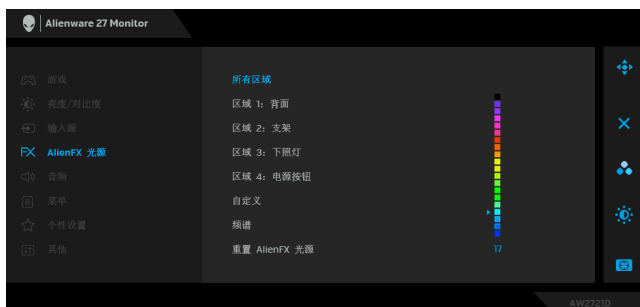 Alienware 27 Monitor
游戏
亮度/对比度
输入源
AlienFX 光源
音频
菜单
个性设置
其他
所有区域
区域 1: 背面
区域 2: 支架
区域 3: 下照灯
区域 4: 电源按钮
自定义
频谱
重置 AlienFX 光源
17
AW2721D